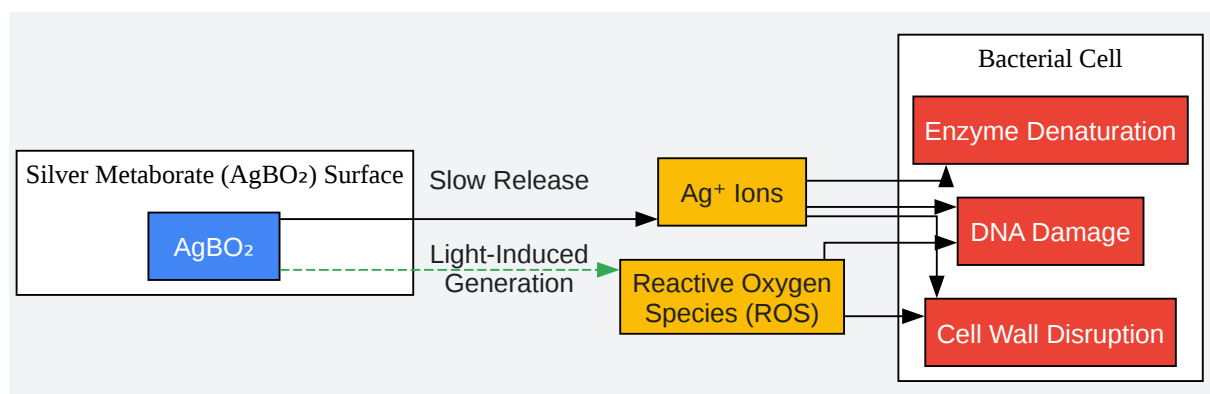 Silver Metaborate (AgBO₂) Surface
AgBO₂
Slow Release
Light-Induced
Generation
Ag⁺ Ions
Reactive Oxygen
Species (ROS)
Bacterial Cell
Enzyme Denaturation
DNA Damage
Cell Wall Disruption